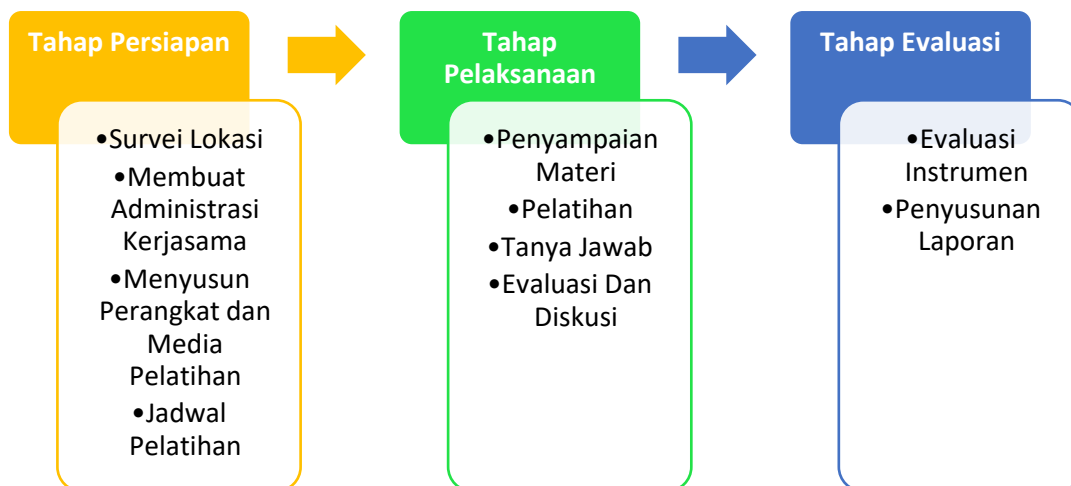 Tahap Persiapan
•Survei Lokasi
•Membuat
Administrasi
Kerjasama
•Menyusun
Perangkat dan
Media
Pelatihan
•Jadwal
Pelatihan
Tahap
Pelaksanaan
•Penyampaian
Materi
•Pelatihan
•Tanya Jawab
•Evaluasi Dan
Diskusi
Tahap Evaluasi
•Evaluasi
Instrumen
•Penyusunan
Laporan